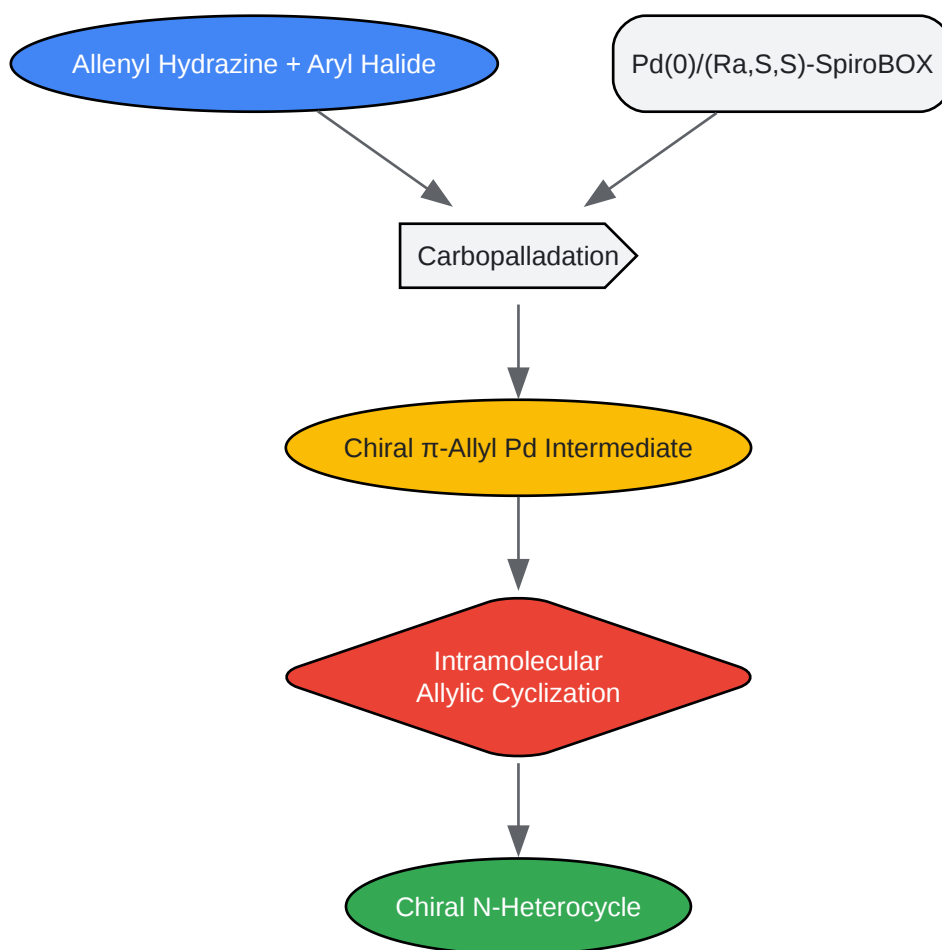 Allenyl Hydrazine + Aryl Halide
Pd(0)/(Ra,S,S)-SpiroBOX
Carbopalladation
Chiral π-Allyl Pd Intermediate
Intramolecular
Allylic Cyclization
Chiral N-Heterocycle